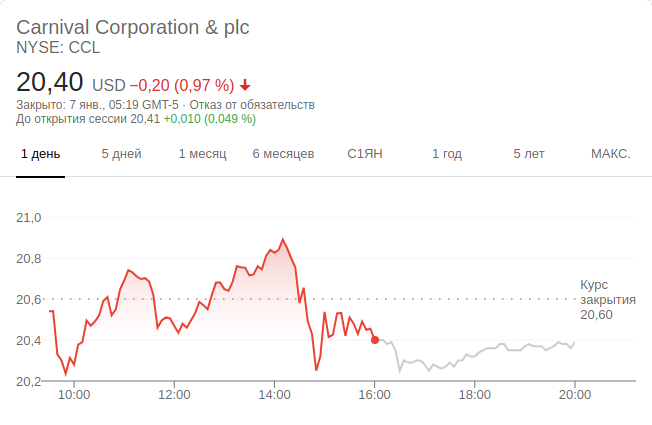 Carnival Corporation & plc
NYSE: CCL
20,40 USD −0,20 (0,97 %)
Закрыто: 7 янв., 05:19 GMT-5 · Отказ от обязательств
До открытия сессии 20,41 +0,010 (0,049 %)
1 день 5 дней 1 месяц 6 месяцев С1ЯН 1 год 5 лет МАКС.
21,0
20,8
20,6
20,4
20,2
Курс
закрытия
20,60
10:00 12:00 14:00 16:00 18:00 20:00